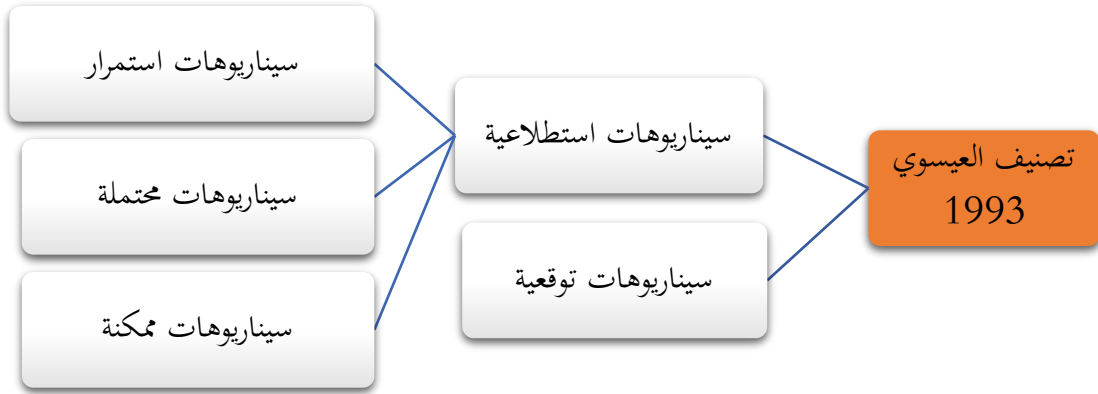 تصنيف العيسوي
1993
سيناريوهات استطلاعية
سيناريوهات توقعية
سيناريوهات استمرار
سيناريوهات محتملة
سيناريوهات ممكنة